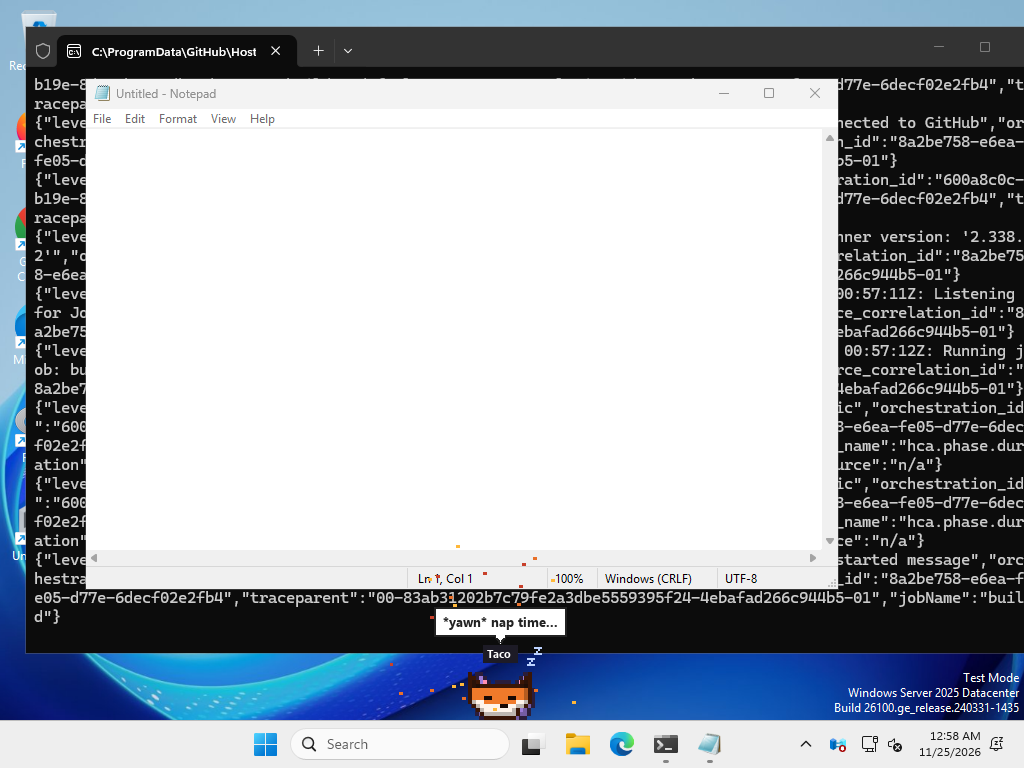 C:\ProgramData\GitHub\Host
Untitled - Notepad
File Edit Format View Help
d77e-6decf02e2fb4","t
racepa
{"leve nected to GitHub","or
chestr n_id":"8a2be758-e6ea-
fe05-d b5-01"}
{"leve ration_id":"600a8c0c-
b19e-8 d77e-6decf02e2fb4","t
racepa
{"leve nner version: '2.338.
2'","o relation_id":"8a2be75
8-e6ea 266c944b5-01"}
{"leve 00:57:11Z: Listening
for Jo ce_correlation_id":"8
a2be75 ebafad266c944b5-01"}
{"leve 00:57:12Z: Running j
ob: bu rce_correlation_id":"
8a2be7 4ebafad266c944b5-01"}
{"leve ic","orchestration_id
":"600 8-e6ea-fe05-d77e-6dec
f02e2f _name":"hca.phase.dur
ation" urce":"n/a"}
{"leve ic","orchestration_id
":"600 8-e6ea-fe05-d77e-6dec
f02e2f _name":"hca.phase.dur
ation" ce":"n/a"}
{"leve started message","orc
hestra _id":"8a2be758-e6ea-f
e05-d77e-6decf02e2fb4","traceparent":"00-83ab31202b7c79fe2a3dbe5559395f24-4ebafad266c944b5-01","jobName":"buil
d"}
Ln 1, Col 1 100% Windows (CRLF) UTF-8
*yawn* nap time...
Taco
z
z
Test Mode
Windows Server 2025 Datacenter
Build 26100.ge_release.240331-1435
Search
12:58 AM
11/25/2026